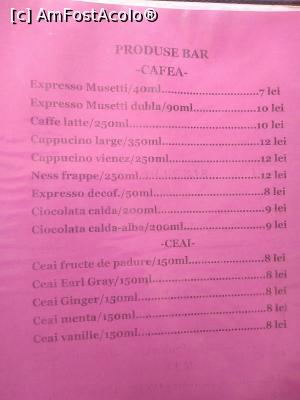 [c] AmFostAcolo®
PRODUSE BAR
-CAFEA-
Expresso Musetti/40ml..............................7 lei
Expresso Musetti dubla/90ml...................10 lei
Caffe latte/250ml......................................10 lei
Cappucino large/350ml............................12 lei
Cappucino vienez/250ml..........................12 lei
Ness frappe/250ml...................................12 lei
Expresso decof./50ml................................8 lei
Ciocolata calda/200ml...............................9 lei
Ciocolata calda-alba/200ml.......................9 lei
-CEAI-
Ceai fructe de padure/150ml.....................8 lei
Ceai Earl Gray/150ml.................................8 lei
Ceai Ginger/150ml.....................................8 lei
Ceai menta/150ml......................................8 lei
Ceai vanilie/150ml.....................................8 lei